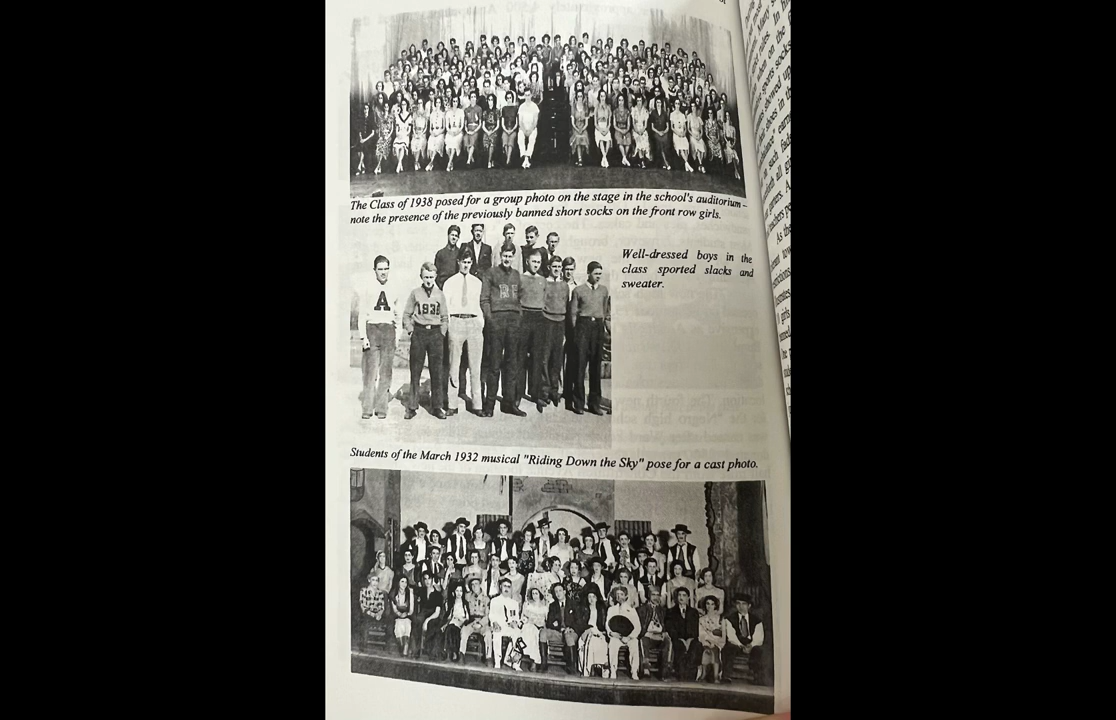 The Class of 1938 posed for a group photo on the stage in the school's auditorium –
note the presence of the previously banned short socks on the front row girls.
Well-dressed boys in the
class sported slacks and
sweater.
A
1938
Students of the March 1932 musical "Riding Down the Sky" pose for a cast photo.